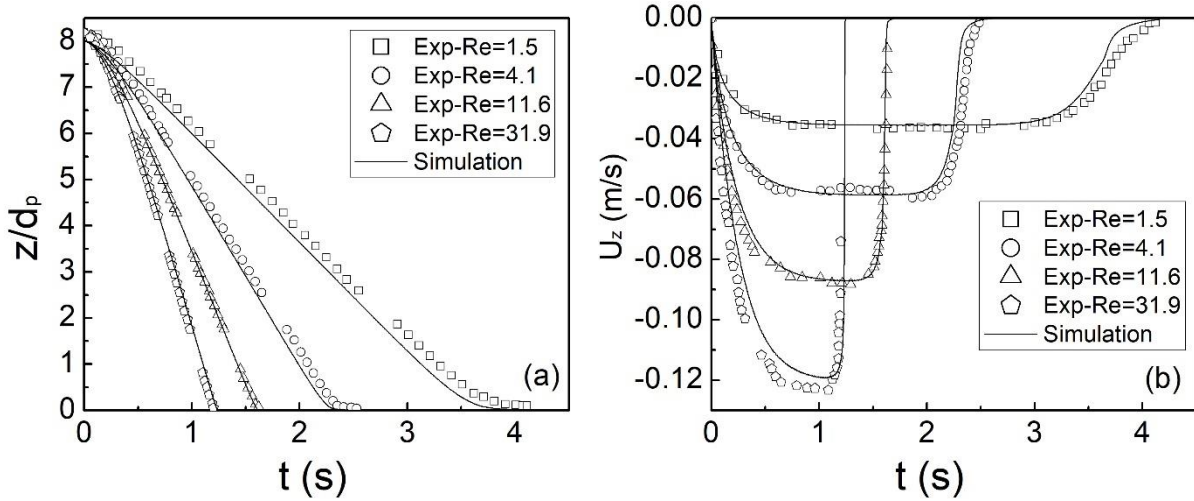 8
7
6
5
4
3
2
1
0
z/dp
Exp-Re=1.5
Exp-Re=4.1
Exp-Re=11.6
Exp-Re=31.9
Simulation
(a)
0 1 2 3 4
t (s)
0.00
-0.02
-0.04
-0.06
-0.08
-0.10
-0.12
Uz (m/s)
Exp-Re=1.5
Exp-Re=4.1
Exp-Re=11.6
Exp-Re=31.9
Simulation
(b)
0 1 2 3 4
t (s)